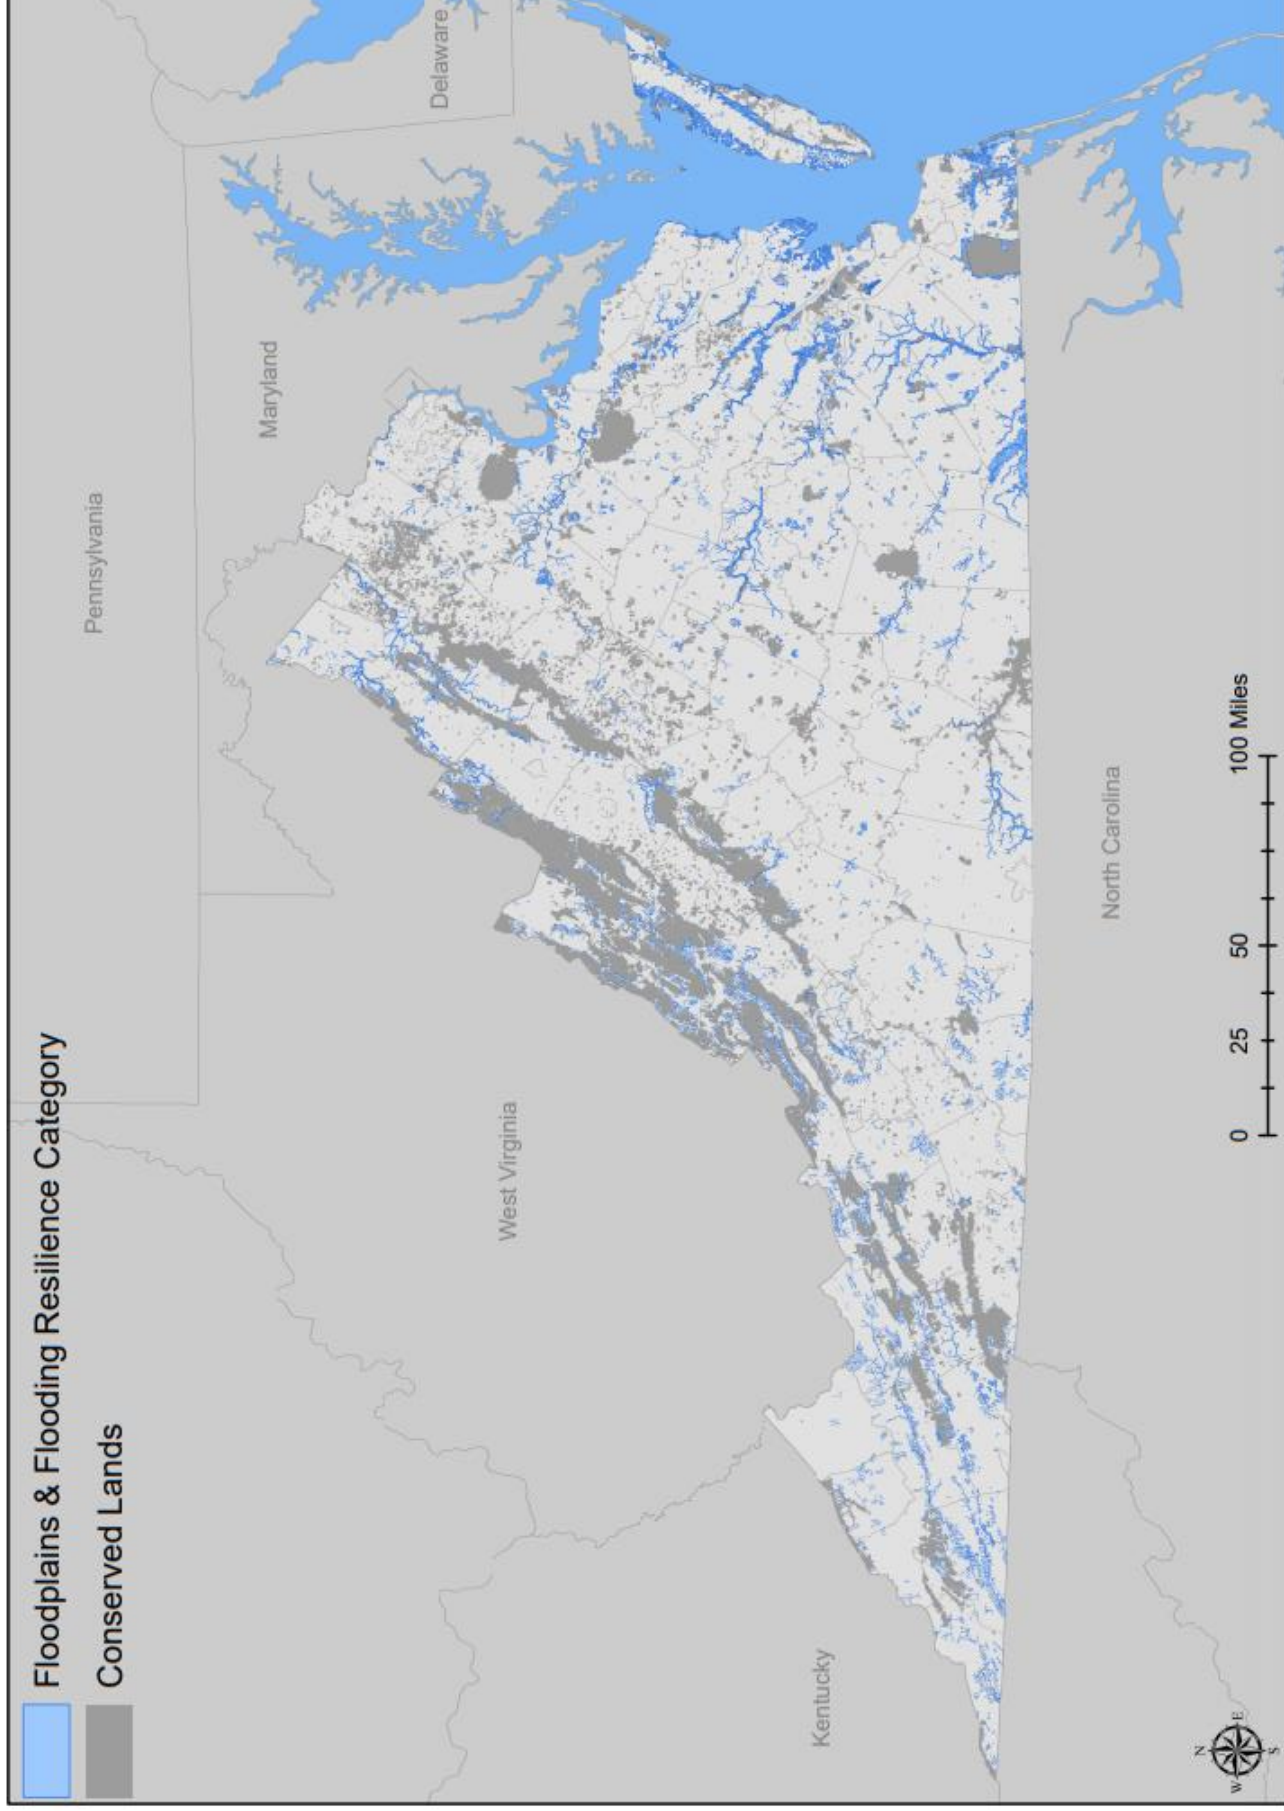 Floodplains & Flooding Resilience Category
Conserved Lands
Pennsylvania
Maryland
Delaware
West Virginia
Kentucky
North Carolina
N
W E
S
0 25 50 100 Miles